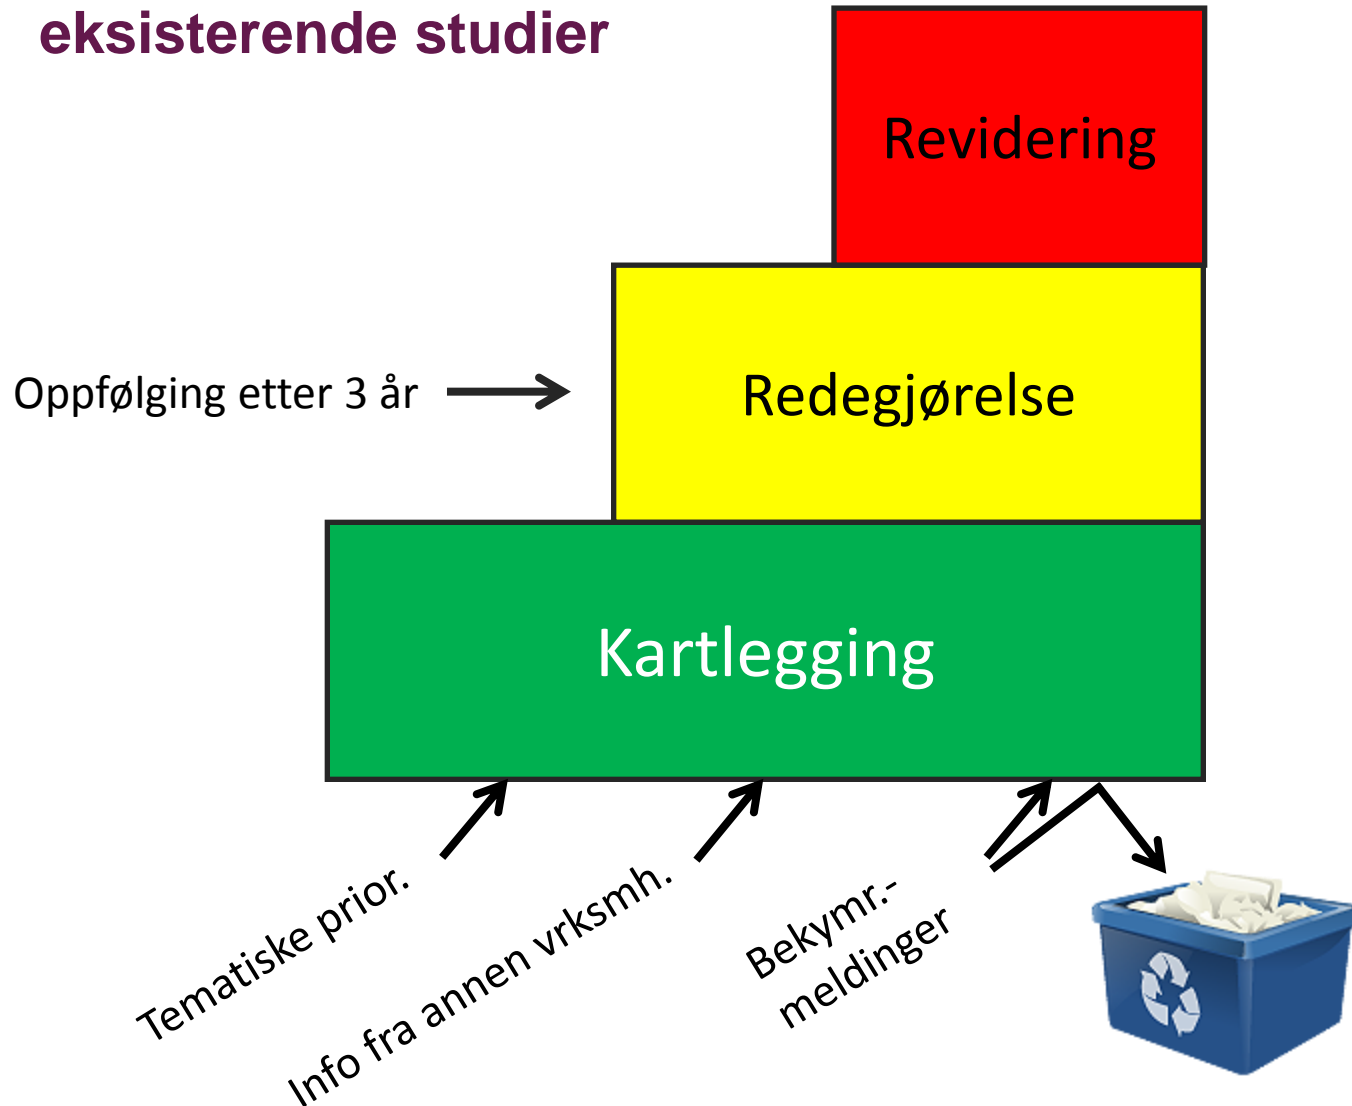 eksisterende studier
Revidering
Oppfølging etter 3 år
Redegjørelse
Kartlegging
Tematiske prior.
Info fra annen vrksmh.
Bekymr.-
meldinger